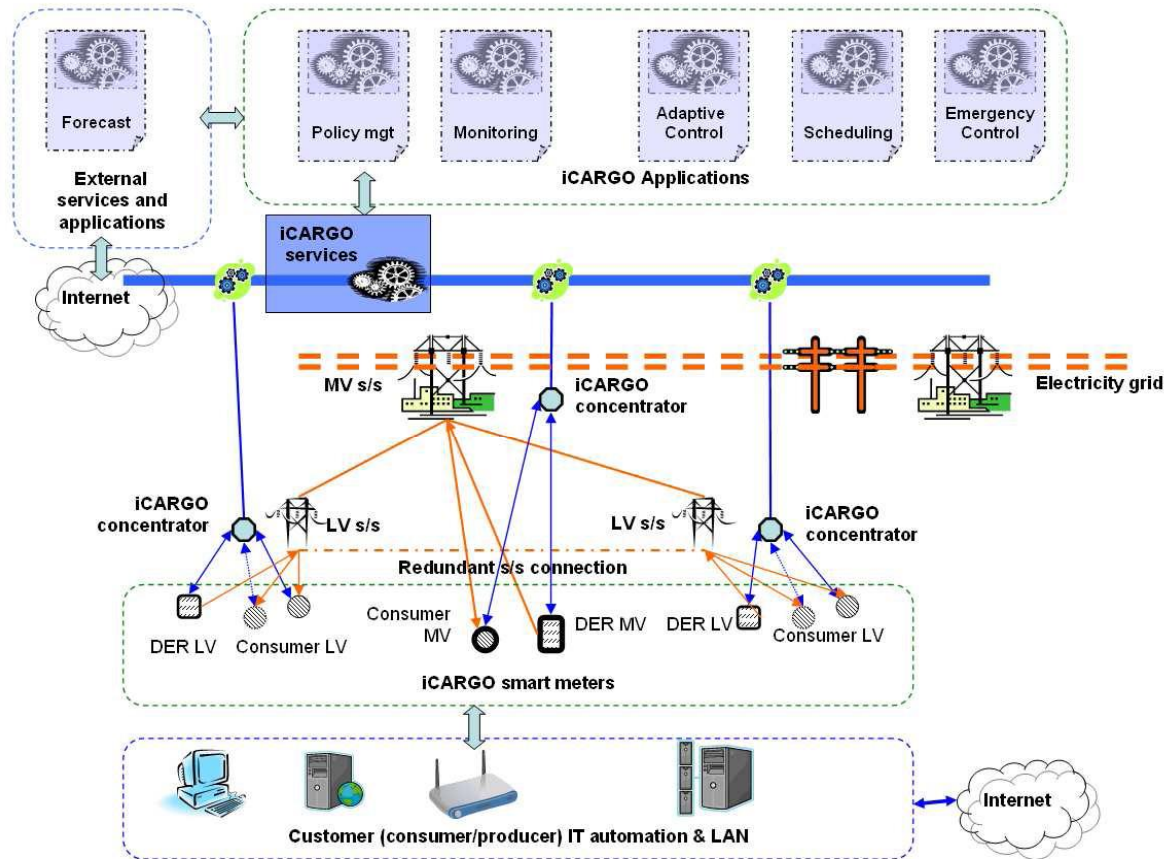 Forecast
Policy mgt
Monitoring
Adaptive
Control
Scheduling
Emergency
Control
External
services and
applications
iCARGO Applications
iCARGO
services
Internet
MV s/s
iCARGO
concentrator
Electricity grid
iCARGO
concentrator
LV s/s
LV s/s
iCARGO
concentrator
Redundant s/s connection
Consumer
MV
DER MV
DER LV
DER LV
Consumer LV
Consumer LV
iCARGO smart meters
Internet
Customer (consumer/producer) IT automation & LAN